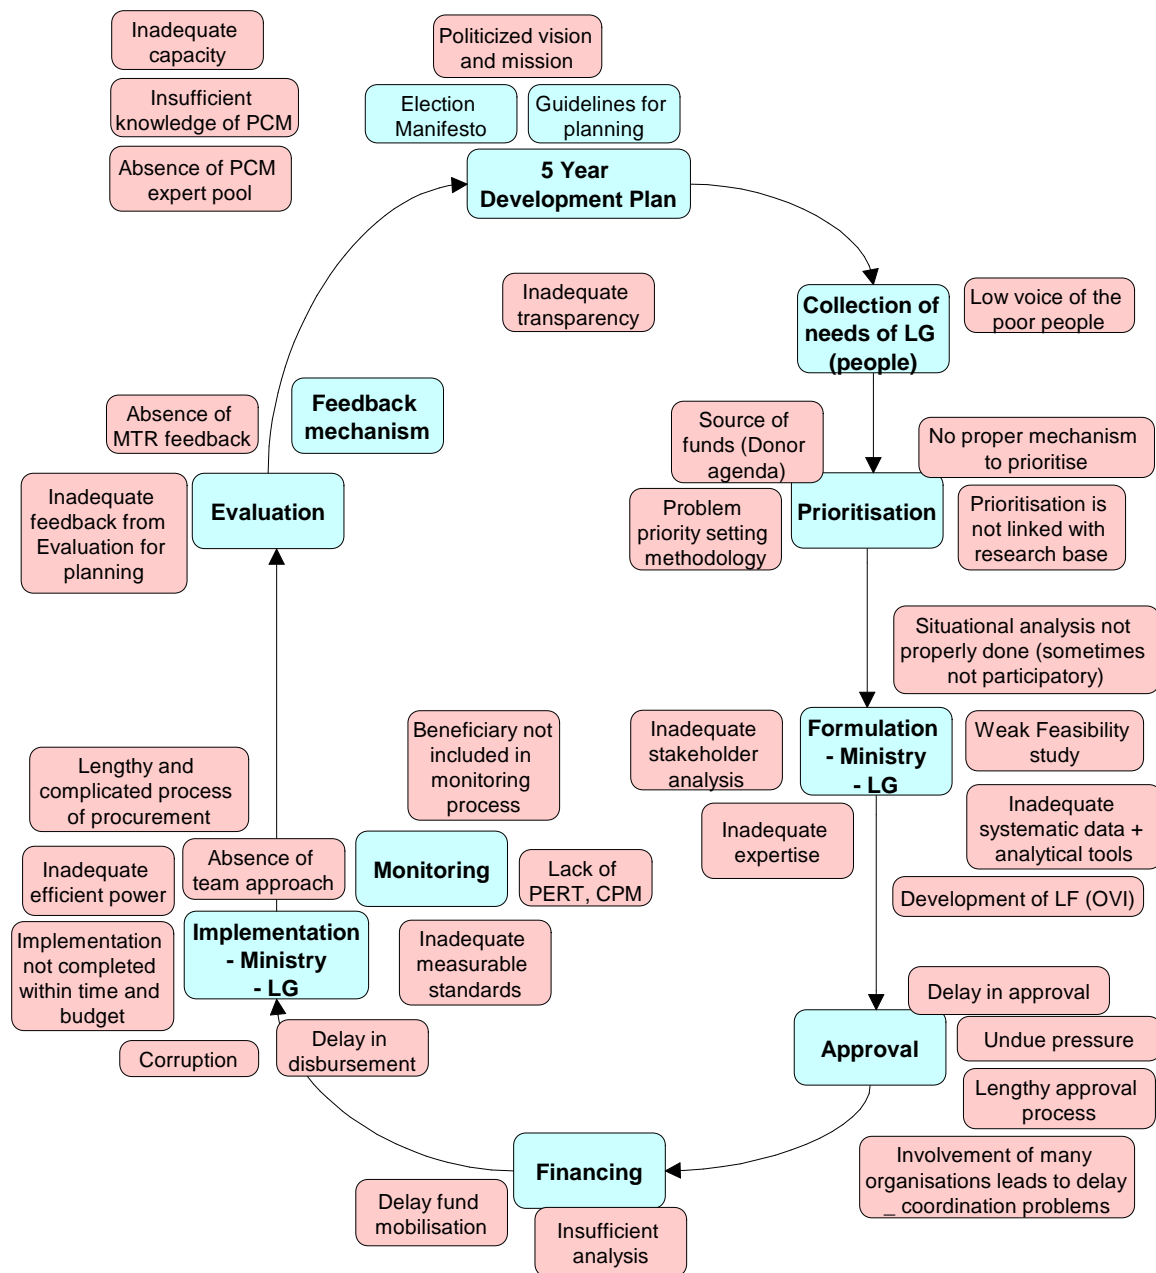 Inadequate
capacity
Politicized vision
and mission
Insufficient
knowledge of PCM
Election
Manifesto
Guidelines for
planning
Absence of PCM
expert pool
5 Year
Development Plan
Inadequate
transparency
Collection of
needs of LG
(people)
Low voice of the
poor people
Absence of
MTR feedback
Feedback
mechanism
Source of
funds (Donor
agenda)
No proper mechanism
to prioritise
Inadequate
feedback from
Evaluation for
planning
Evaluation
Problem
priority setting
methodology
Prioritisation
Prioritisation is
not linked with
research base
Situational analysis not
properly done (sometimes
not participatory)
Beneficiary not
included in
monitoring
process
Inadequate
stakeholder
analysis
Formulation
- Ministry
- LG
Weak Feasibility
study
Lengthy and
complicated process
of procurement
Inadequate
expertise
Inadequate
systematic data +
analytical tools
Inadequate
efficient power
Absence of
team approach
Monitoring
Lack of
PERT, CPM
Development of LF (OVI)
Implementation
not completed
within time and
budget
Implementation
- Ministry
- LG
Inadequate
measurable
standards
Delay in approval
Corruption
Delay in
disbursement
Approval
Undue pressure
Lengthy approval
process
Financing
Involvement of many
organisations leads to delay
_ coordination problems
Delay fund
mobilisation
Insufficient
analysis